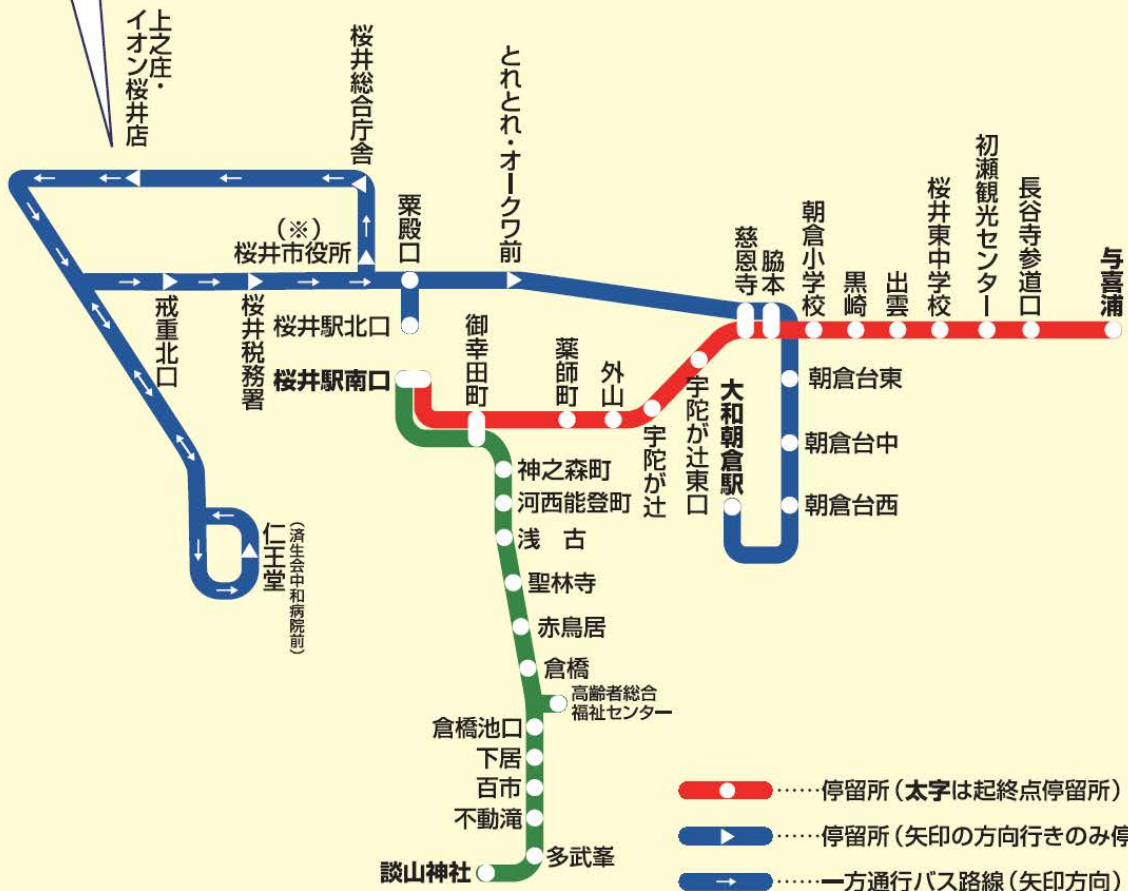 上之庄・
イオン桜井店
桜井総合庁舎
とれとれ・オークワ前
(※)
桜井市役所
粟殿口
戒重北口
桜井税務署
桜井駅北口
桜井駅南口
御幸田町
薬師町
外山
宇陀が辻
宇陀が辻東口
慈恩寺
脇本
朝倉小学校
黒崎
出雲
桜井東中学校
初瀬観光センター
長谷寺参道口
与喜浦
大和朝倉駅
朝倉台東
朝倉台中
朝倉台西
仁王堂
(済生会中和病院前)
神之森町
河西能登町
浅 古
聖林寺
赤鳥居
倉橋
高齢者総合
福祉センター
倉橋池口
下居
百市
不動滝
多武峯
談山神社
……停留所(太字は起終点停留所)
……停留所(矢印の方向行きのみ停
……一方通行バス路線(矢印方向)